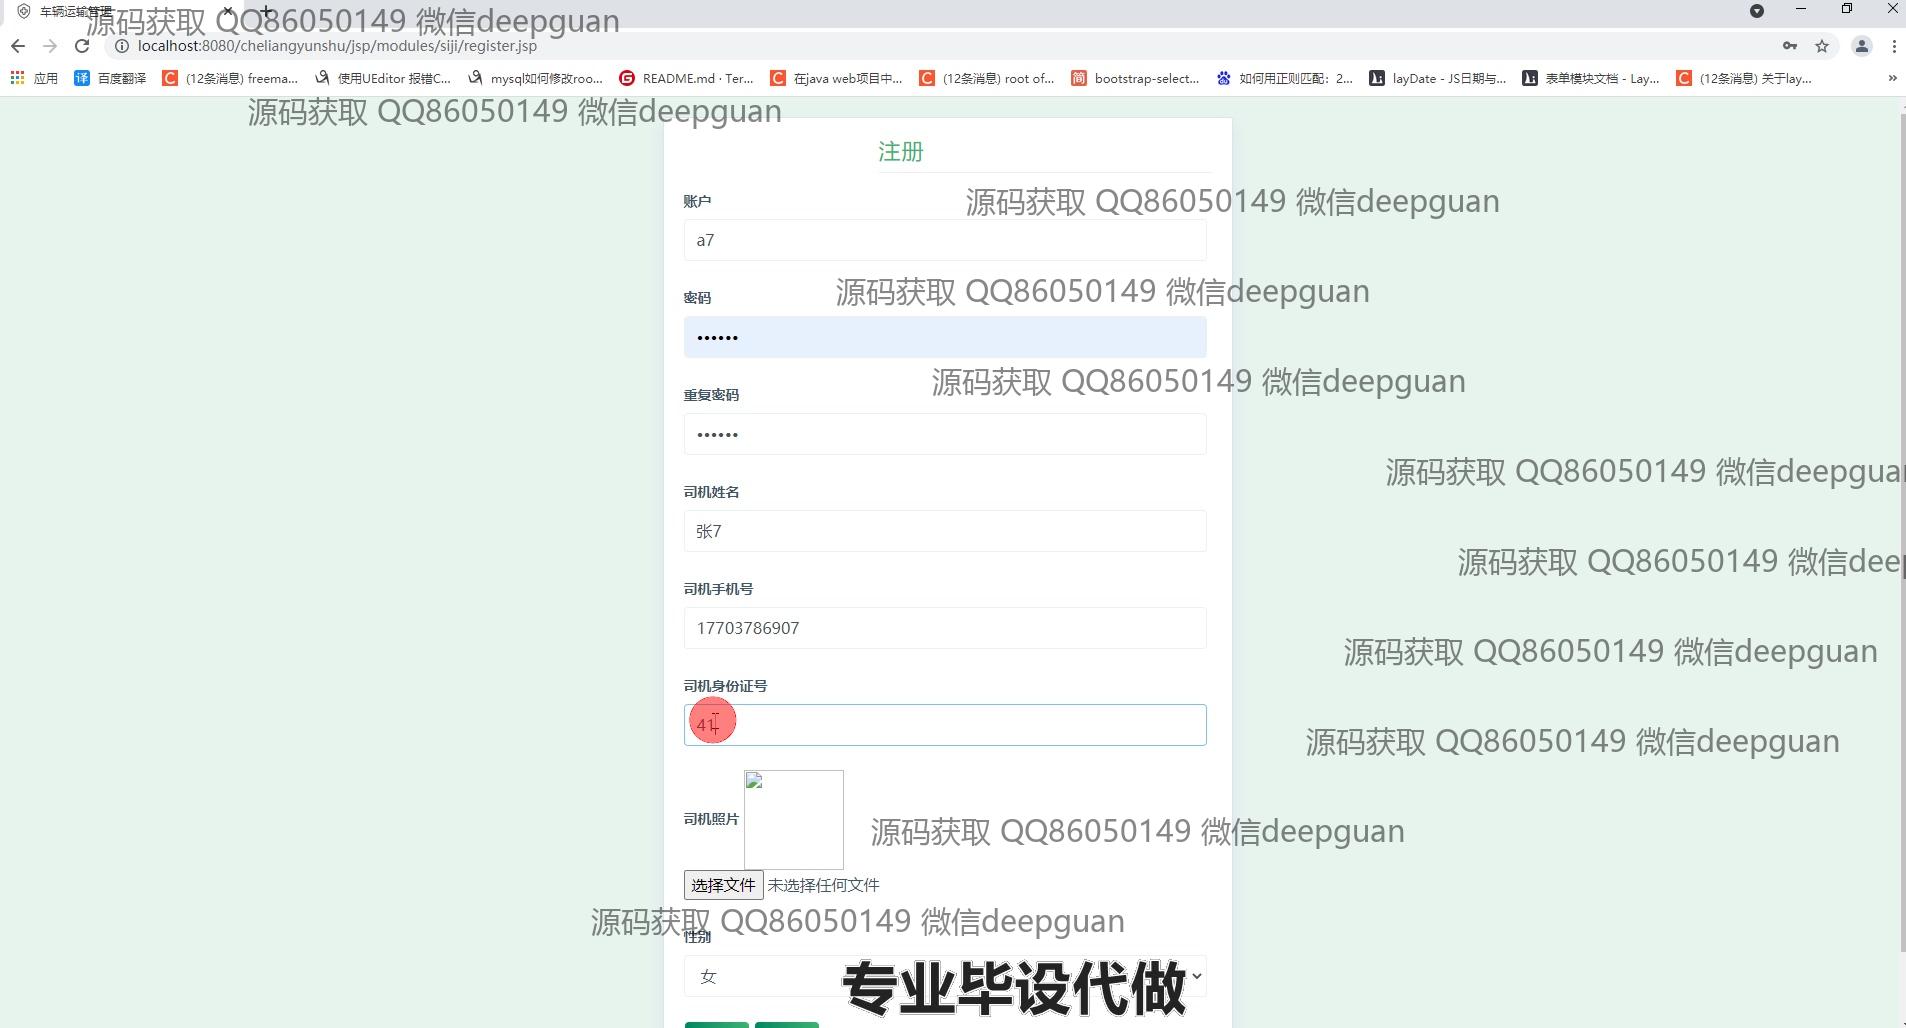 车辆运输管理
源码获取 QQ86050149 微信deepguan
localhost:8080/cheliangyunshu/jsp/modules/siji/register.jsp
应用 百度翻译 (12条消息) freema... 使用UEditor 报错C... mysql如何修改roo... README.md · Ter... 在java web项目中... (12条消息) root of... bootstrap-select... 如何用正则匹配：2... layDate - JS日期与... 表单模块文档 - Lay... (12条消息) 关于lay...
源码获取 QQ86050149 微信deepguan
注册
账户
源码获取 QQ86050149 微信deepguan
a7
密码
源码获取 QQ86050149 微信deepguan
••••••
重复密码
源码获取 QQ86050149 微信deepguan
••••••
源码获取 QQ86050149 微信deepguan
司机姓名
张7
源码获取 QQ86050149 微信deep
司机手机号
17703786907
源码获取 QQ86050149 微信deepguan
司机身份证号
41
源码获取 QQ86050149 微信deepguan
司机照片
源码获取 QQ86050149 微信deepguan
选择文件 未选择任何文件
源码获取 QQ86050149 微信deepguan
性别
女
专业毕设代做